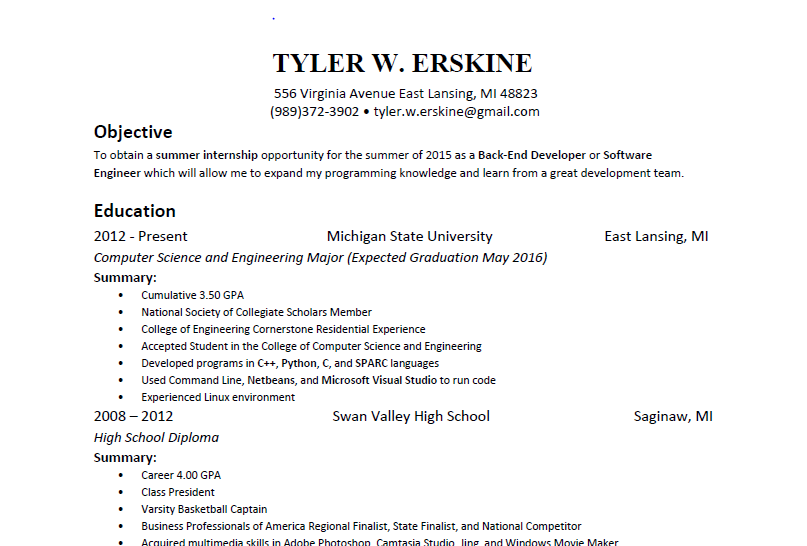 TYLER W. ERSKINE
556 Virginia Avenue East Lansing, MI 48823
(989)372-3902 • tyler.w.erskine@gmail.com
Objective
To obtain a summer internship opportunity for the summer of 2015 as a Back-End Developer or Software
Engineer which will allow me to expand my programming knowledge and learn from a great development team.
Education
2012 - Present Michigan State University East Lansing, MI
Computer Science and Engineering Major (Expected Graduation May 2016)
Summary:
• Cumulative 3.50 GPA
• National Society of Collegiate Scholars Member
• College of Engineering Cornerstone Residential Experience
• Accepted Student in the College of Computer Science and Engineering
• Developed programs in C++, Python, C, and SPARC languages
• Used Command Line, Netbeans, and Microsoft Visual Studio to run code
• Experienced Linux environment
2008 – 2012 Swan Valley High School Saginaw, MI
High School Diploma
Summary:
• Career 4.00 GPA
• Class President
• Varsity Basketball Captain
• Business Professionals of America Regional Finalist, State Finalist, and National Competitor
• Acquired multimedia skills in Adobe Photoshop, Camtasia Studio, Jing, and Windows Movie Maker